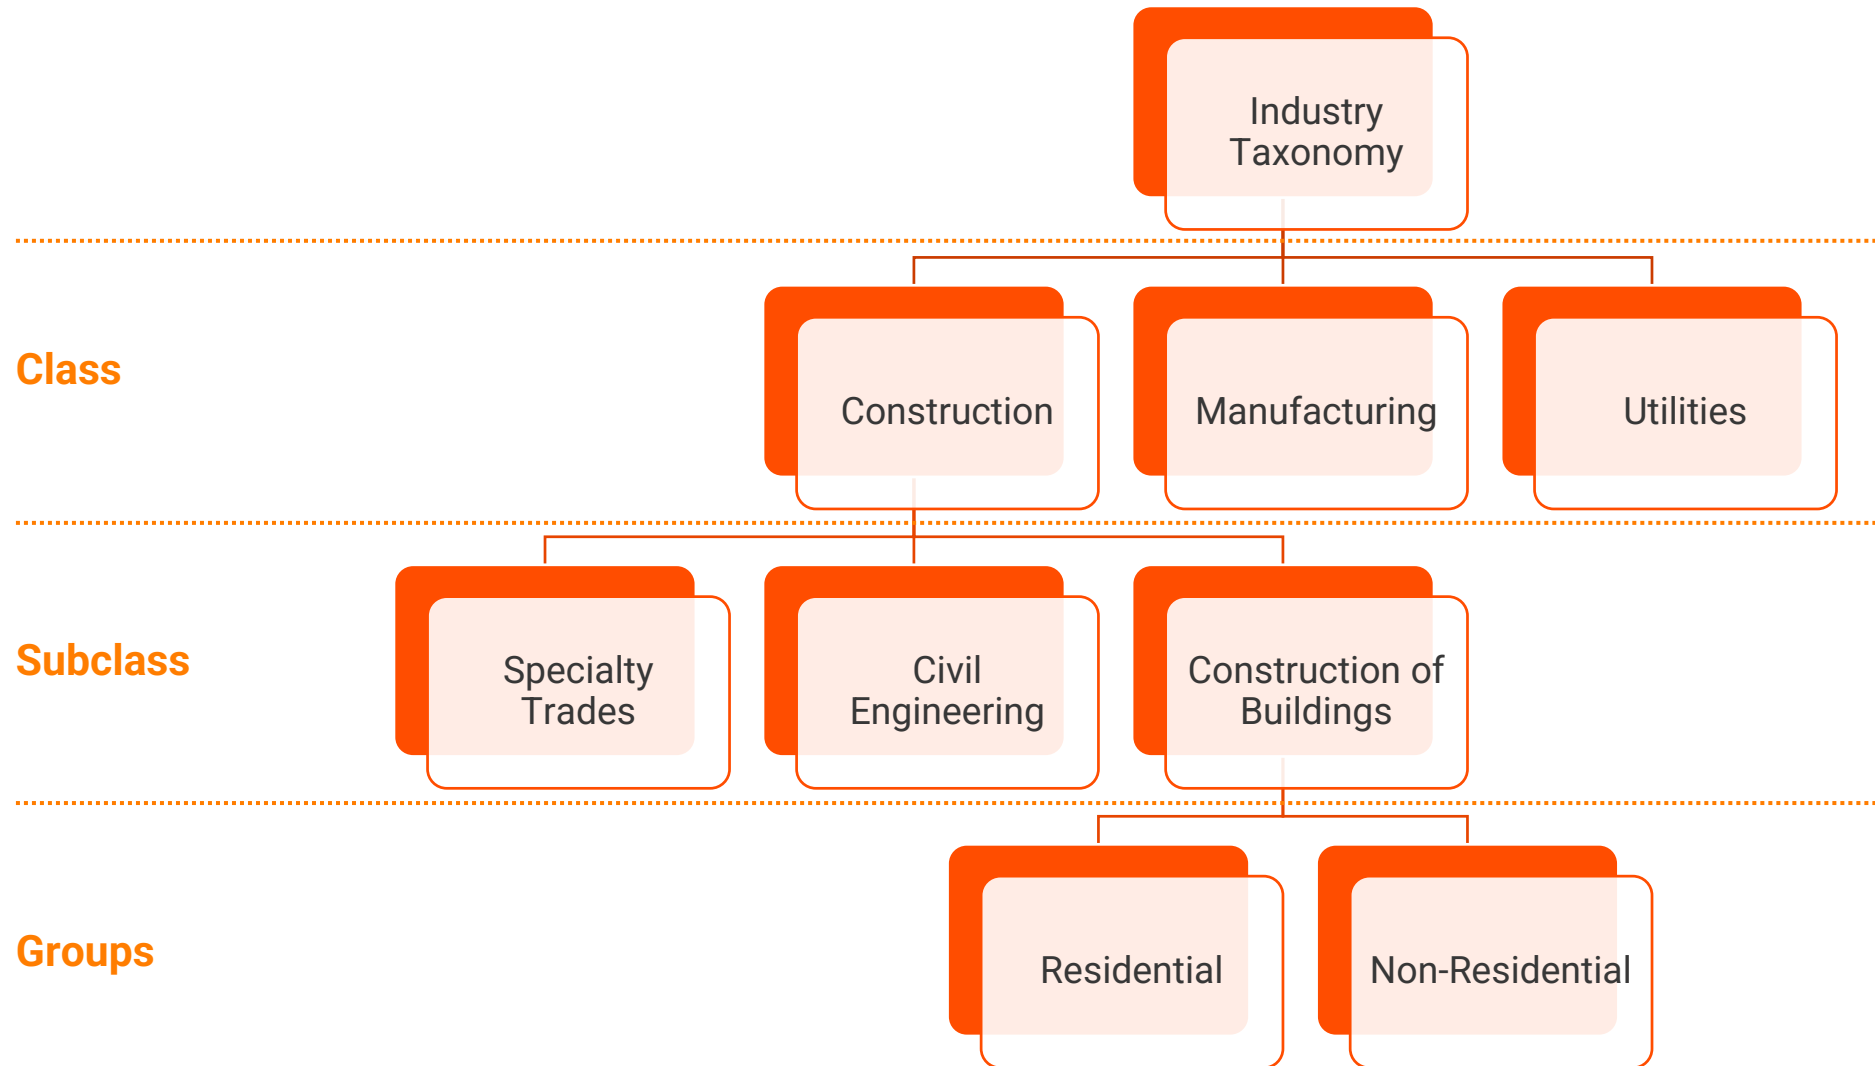 Industry
Taxonomy
Class
Construction
Manufacturing
Utilities
Subclass
Specialty
Trades
Civil
Engineering
Construction of
Buildings
Groups
Residential
Non-Residential